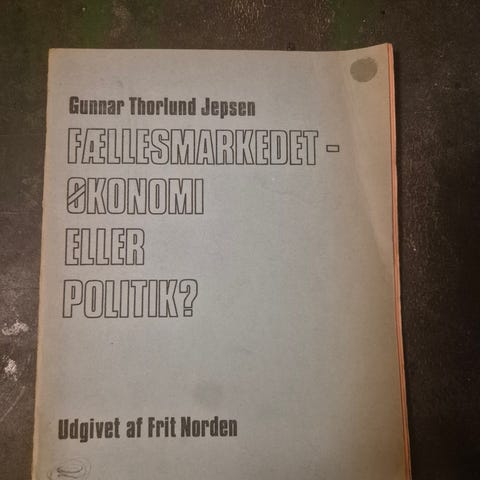 Gunnar Thorlund Jepsen
FÆLLESMARKEDET -
ØKONOMI
ELLER
POLITIK?
Udgivet af Frit Norden